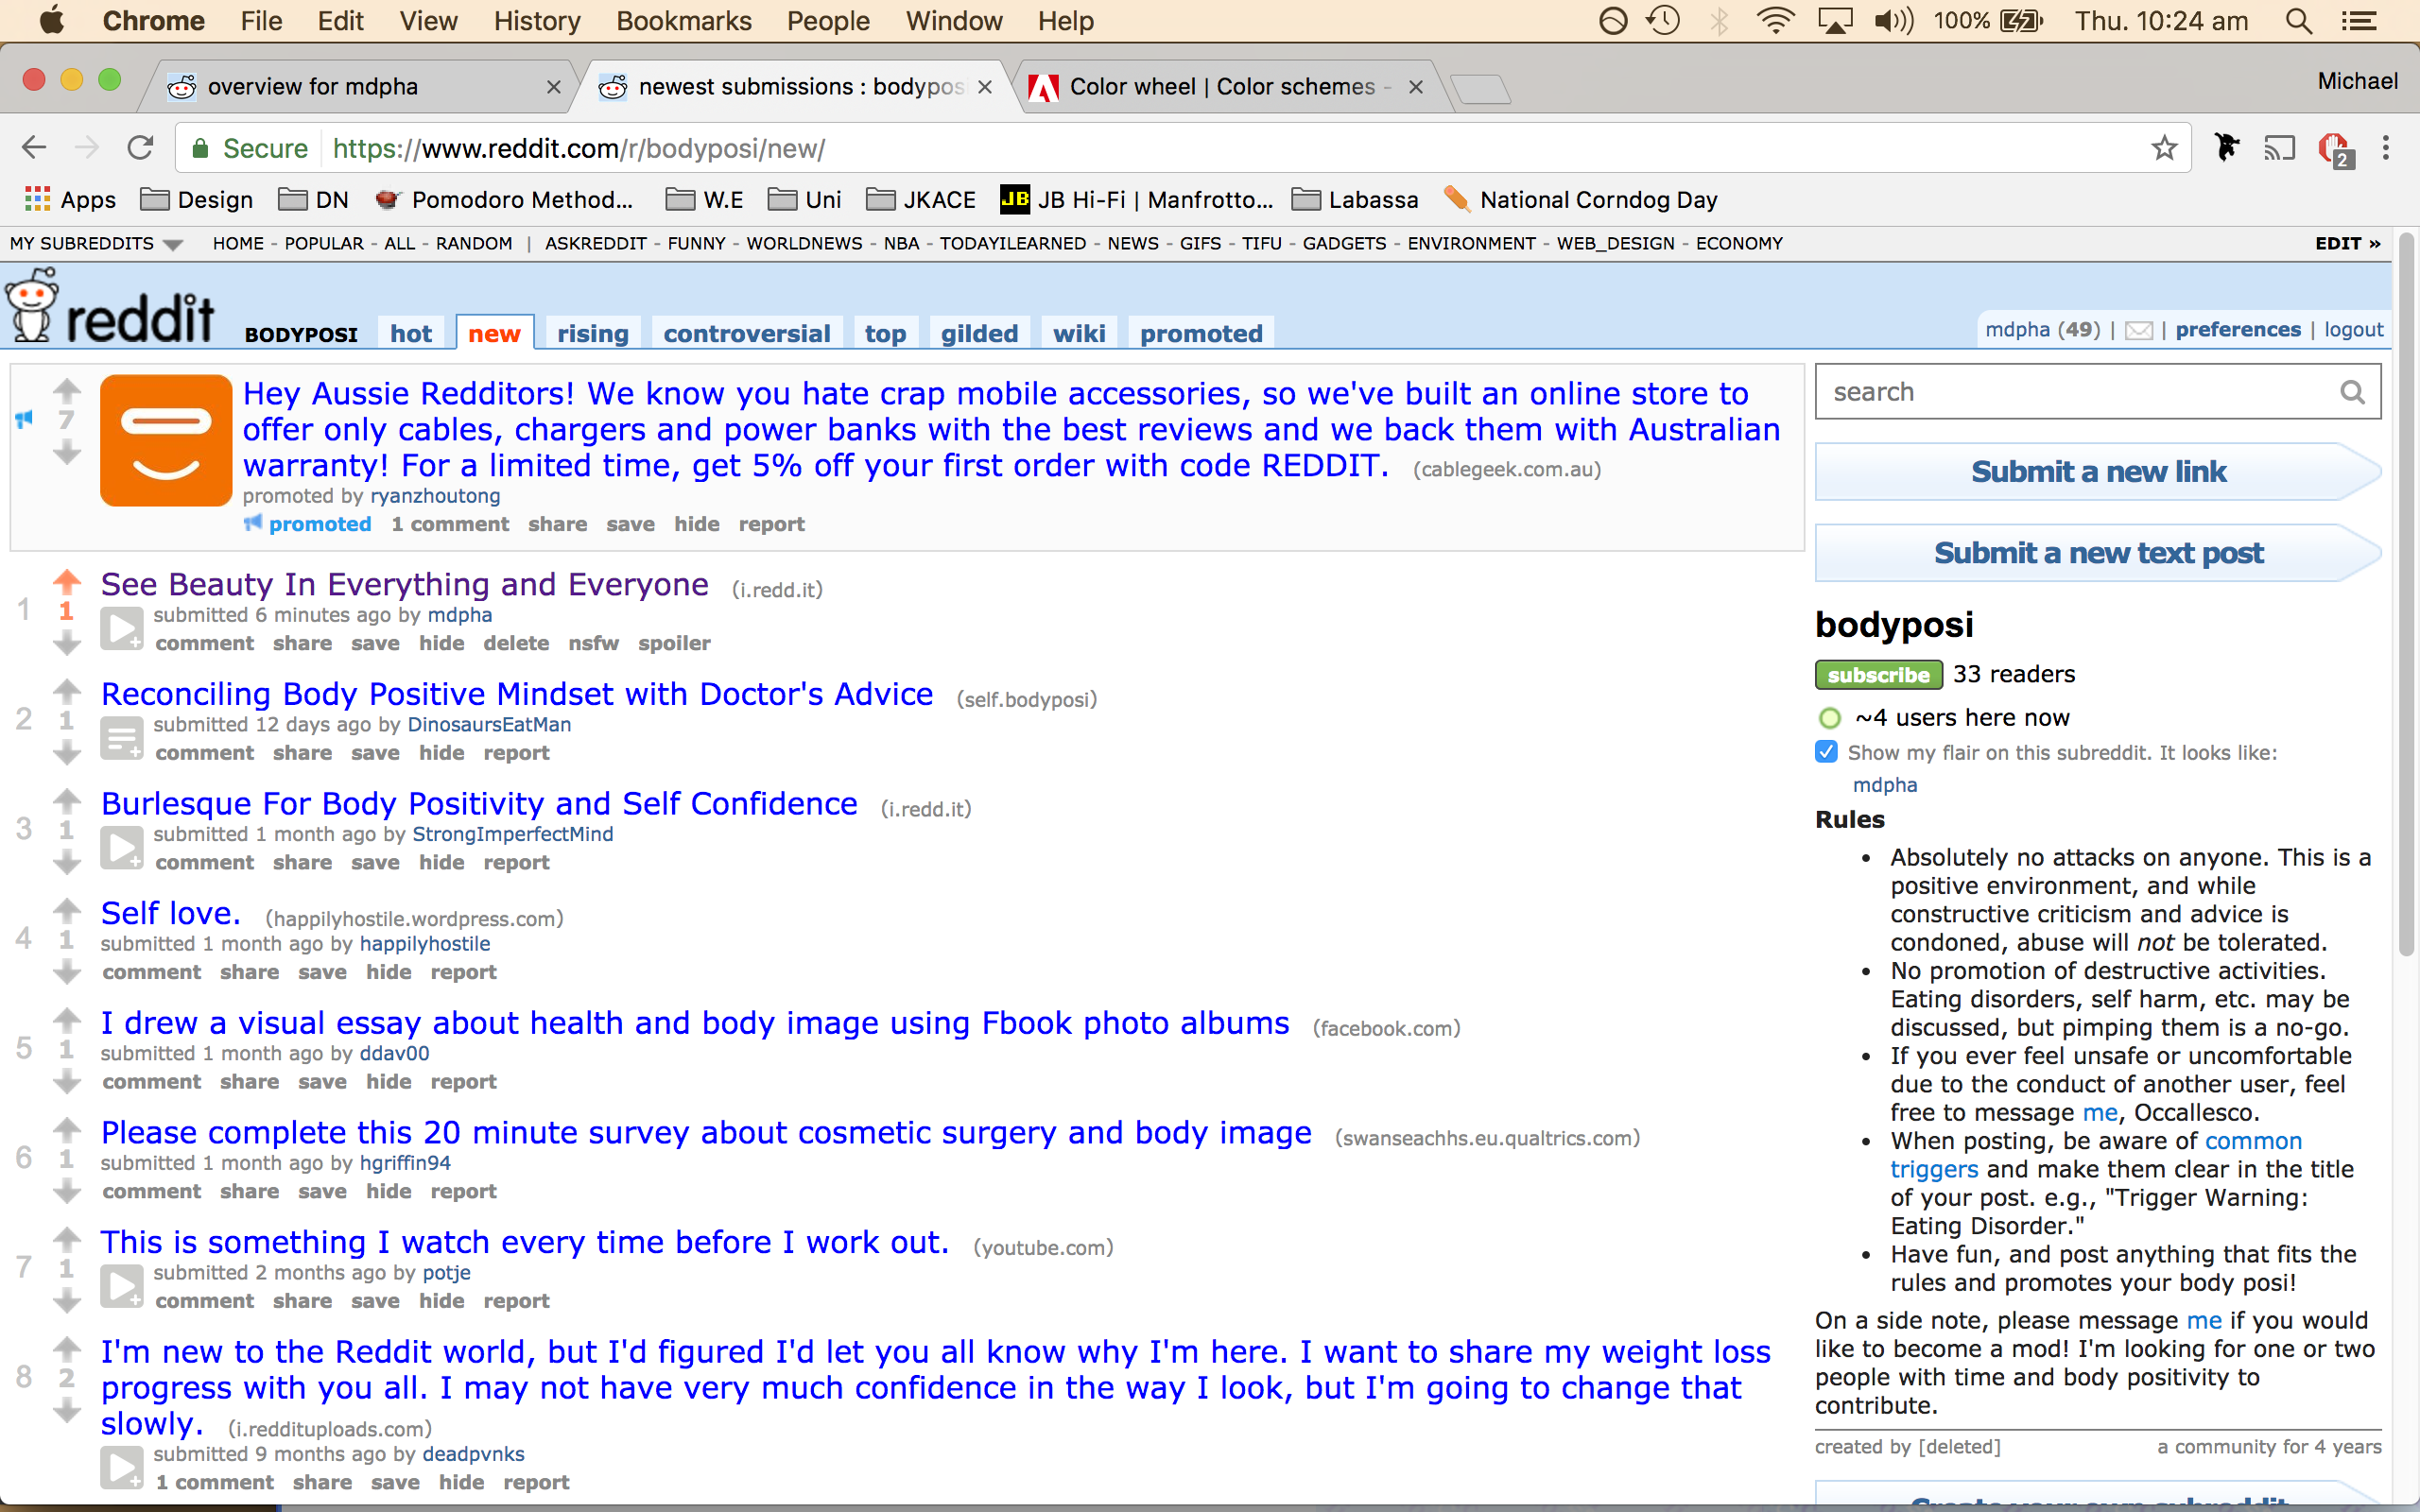 Chrome File Edit View History Bookmarks People Window Help 100% Thu. 10:24 am
overview for mdpha newest submissions : bodypos Color wheel | Color schemes - Michael
Secure https://www.reddit.com/r/bodyposi/new/ 2
Apps Design DN Pomodoro Method... W.E Uni JKACE JB JB Hi-Fi | Manfrotto... Labassa National Corndog Day
MY SUBREDDITS HOME - POPULAR - ALL - RANDOM | ASKREDDIT - FUNNY - WORLDNEWS - NBA - TODAYILEARNED - NEWS - GIFS - TIFU - GADGETS - ENVIRONMENT - WEB_DESIGN - ECONOMY EDIT »
reddit BODYPOSI hot new rising controversial top gilded wiki promoted mdpha (49) | | preferences | logout
7
Hey Aussie Redditors! We know you hate crap mobile accessories, so we've built an online store to
offer only cables, chargers and power banks with the best reviews and we back them with Australian
warranty! For a limited time, get 5% off your first order with code REDDIT. (cablegeek.com.au)
promoted by ryanzhoutong
promoted 1 comment share save hide report
1 1 See Beauty In Everything and Everyone (i.redd.it)
submitted 6 minutes ago by mdpha
comment share save hide delete nsfw spoiler
2 1 Reconciling Body Positive Mindset with Doctor's Advice (self.bodyposi)
submitted 12 days ago by DinosaursEatMan
comment share save hide report
3 1 Burlesque For Body Positivity and Self Confidence (i.redd.it)
submitted 1 month ago by StrongImperfectMind
comment share save hide report
4 1 Self love. (happilyhostile.wordpress.com)
submitted 1 month ago by happilyhostile
comment share save hide report
5 1 I drew a visual essay about health and body image using Fbook photo albums (facebook.com)
submitted 1 month ago by ddav00
comment share save hide report
6 1 Please complete this 20 minute survey about cosmetic surgery and body image (swanseachhs.eu.qualtrics.com)
submitted 1 month ago by hgriffin94
comment share save hide report
7 1 This is something I watch every time before I work out. (youtube.com)
submitted 2 months ago by potje
comment share save hide report
8 2 I'm new to the Reddit world, but I'd figured I'd let you all know why I'm here. I want to share my weight loss
progress with you all. I may not have very much confidence in the way I look, but I'm going to change that
slowly. (i.reddituploads.com)
submitted 9 months ago by deadpvnks
1 comment share save hide report
search
Submit a new link
Submit a new text post
bodyposi
subscribe 33 readers
~4 users here now
Show my flair on this subreddit. It looks like:
mdpha
Rules
• Absolutely no attacks on anyone. This is a
positive environment, and while
constructive criticism and advice is
condoned, abuse will not be tolerated.
• No promotion of destructive activities.
Eating disorders, self harm, etc. may be
discussed, but pimping them is a no-go.
• If you ever feel unsafe or uncomfortable
due to the conduct of another user, feel
free to message me, Occallesco.
• When posting, be aware of common
triggers and make them clear in the title
of your post. e.g., "Trigger Warning:
Eating Disorder."
• Have fun, and post anything that fits the
rules and promotes your body posi!
On a side note, please message me if you would
like to become a mod! I'm looking for one or two
people with time and body positivity to
contribute.
created by [deleted] a community for 4 years
Create your own subreddit